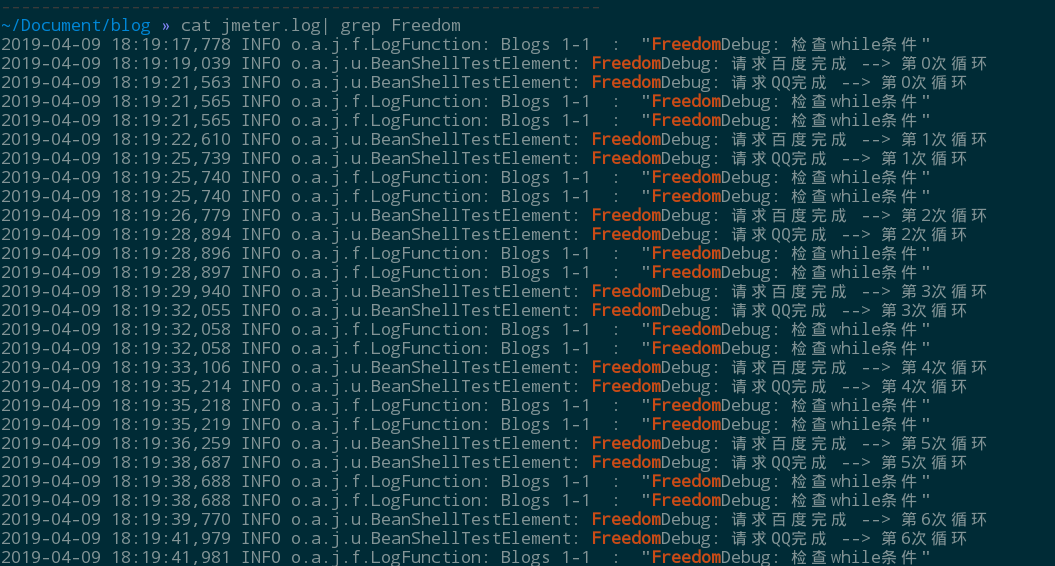 ------------------------------------------------------------
~/Document/blog » cat jmeter.log| grep Freedom
2019-04-09 18:19:17,778 INFO o.a.j.f.LogFunction: Blogs 1-1  :  "FreedomDebug: 检查while条件"
2019-04-09 18:19:19,039 INFO o.a.j.u.BeanShellTestElement: FreedomDebug: 请求百度完成 --> 第0次循环
2019-04-09 18:19:21,563 INFO o.a.j.u.BeanShellTestElement: FreedomDebug: 请求QQ完成 --> 第0次循环
2019-04-09 18:19:21,565 INFO o.a.j.f.LogFunction: Blogs 1-1  :  "FreedomDebug: 检查while条件"
2019-04-09 18:19:21,565 INFO o.a.j.f.LogFunction: Blogs 1-1  :  "FreedomDebug: 检查while条件"
2019-04-09 18:19:22,610 INFO o.a.j.u.BeanShellTestElement: FreedomDebug: 请求百度完成 --> 第1次循环
2019-04-09 18:19:25,739 INFO o.a.j.u.BeanShellTestElement: FreedomDebug: 请求QQ完成 --> 第1次循环
2019-04-09 18:19:25,740 INFO o.a.j.f.LogFunction: Blogs 1-1  :  "FreedomDebug: 检查while条件"
2019-04-09 18:19:25,740 INFO o.a.j.f.LogFunction: Blogs 1-1  :  "FreedomDebug: 检查while条件"
2019-04-09 18:19:26,779 INFO o.a.j.u.BeanShellTestElement: FreedomDebug: 请求百度完成 --> 第2次循环
2019-04-09 18:19:28,894 INFO o.a.j.u.BeanShellTestElement: FreedomDebug: 请求QQ完成 --> 第2次循环
2019-04-09 18:19:28,896 INFO o.a.j.f.LogFunction: Blogs 1-1  :  "FreedomDebug: 检查while条件"
2019-04-09 18:19:28,897 INFO o.a.j.f.LogFunction: Blogs 1-1  :  "FreedomDebug: 检查while条件"
2019-04-09 18:19:29,940 INFO o.a.j.u.BeanShellTestElement: FreedomDebug: 请求百度完成 --> 第3次循环
2019-04-09 18:19:32,055 INFO o.a.j.u.BeanShellTestElement: FreedomDebug: 请求QQ完成 --> 第3次循环
2019-04-09 18:19:32,058 INFO o.a.j.f.LogFunction: Blogs 1-1  :  "FreedomDebug: 检查while条件"
2019-04-09 18:19:32,058 INFO o.a.j.f.LogFunction: Blogs 1-1  :  "FreedomDebug: 检查while条件"
2019-04-09 18:19:33,106 INFO o.a.j.u.BeanShellTestElement: FreedomDebug: 请求百度完成 --> 第4次循环
2019-04-09 18:19:35,214 INFO o.a.j.u.BeanShellTestElement: FreedomDebug: 请求QQ完成 --> 第4次循环
2019-04-09 18:19:35,218 INFO o.a.j.f.LogFunction: Blogs 1-1  :  "FreedomDebug: 检查while条件"
2019-04-09 18:19:35,219 INFO o.a.j.f.LogFunction: Blogs 1-1  :  "FreedomDebug: 检查while条件"
2019-04-09 18:19:36,259 INFO o.a.j.u.BeanShellTestElement: FreedomDebug: 请求百度完成 --> 第5次循环
2019-04-09 18:19:38,687 INFO o.a.j.u.BeanShellTestElement: FreedomDebug: 请求QQ完成 --> 第5次循环
2019-04-09 18:19:38,688 INFO o.a.j.f.LogFunction: Blogs 1-1  :  "FreedomDebug: 检查while条件"
2019-04-09 18:19:38,688 INFO o.a.j.f.LogFunction: Blogs 1-1  :  "FreedomDebug: 检查while条件"
2019-04-09 18:19:39,770 INFO o.a.j.u.BeanShellTestElement: FreedomDebug: 请求百度完成 --> 第6次循环
2019-04-09 18:19:41,979 INFO o.a.j.u.BeanShellTestElement: FreedomDebug: 请求QQ完成 --> 第6次循环
2019-04-09 18:19:41,981 INFO o.a.j.f.LogFunction: Blogs 1-1  :  "FreedomDebug: 检查while条件"